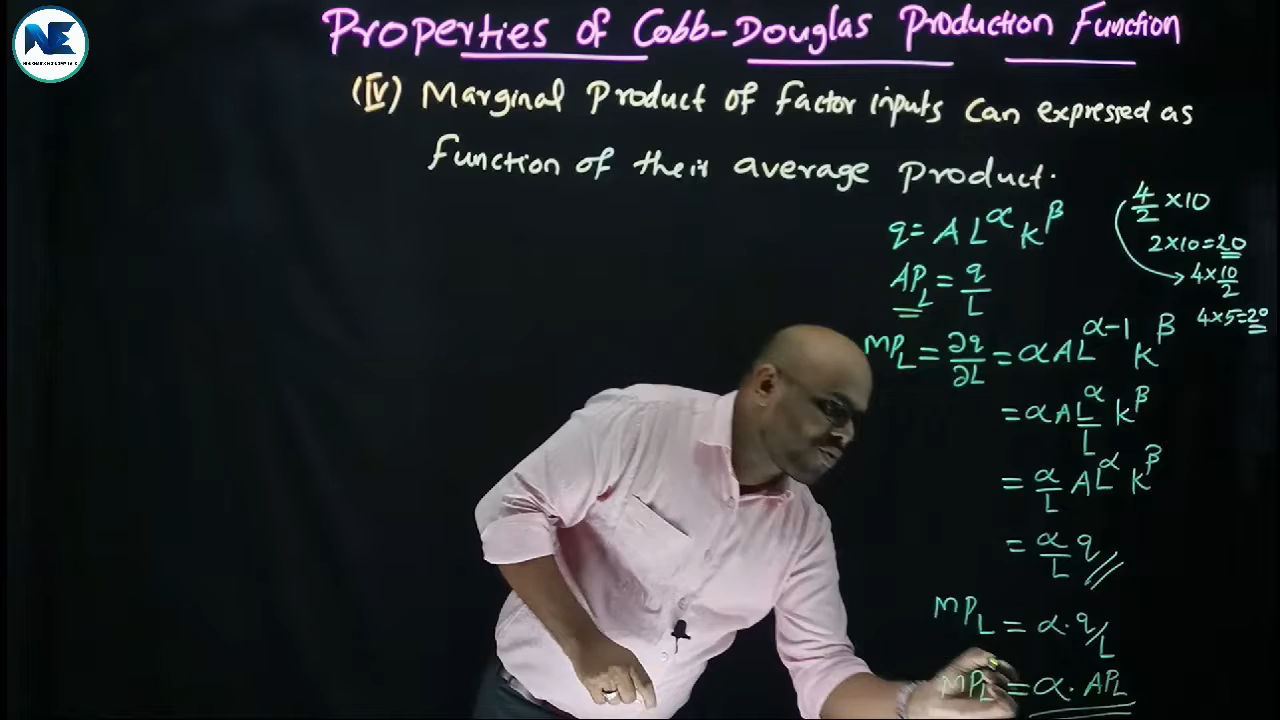 Properties of Cobb-Douglas Production Function
(IV) Marginal Product of factor inputs can expressed as
function of their average product.
q = A L^α K^β
AP_L = q/L
MP_L = ∂q/∂L = α A L^(α-1) K^β
= α A L^α/L K^β
= α/L A L^α K^β
= α/L q
MP_L = α · q/L
MP_L = α · AP_L
4/2 × 10
2 × 10 = 20
4 × 10/2
4 × 5 = 20
NE